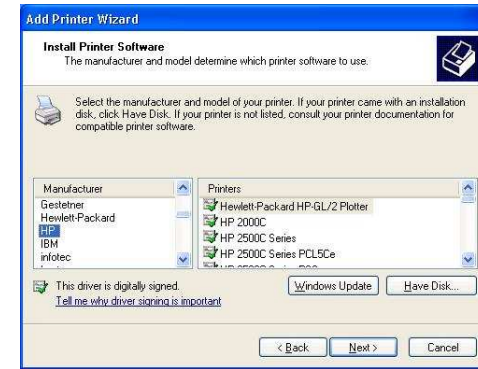 Add Printer Wizard
Install Printer Software
The manufacturer and model determine which printer software to use.
Select the manufacturer and model of your printer. If your printer came with an installation
disk, click Have Disk. If your printer is not listed, consult your printer documentation for
compatible printer software.
Manufacturer
Gestetner
Hewlett-Packard
HP
IBM
infotec
Printers
Hewlett-Packard HP-GL/2 Plotter
HP 2000C
HP 2500C Series
HP 2500C Series PCL5Ce
This driver is digitally signed.
Tell me why driver signing is important
Windows Update
Have Disk...
< Back
Next >
Cancel